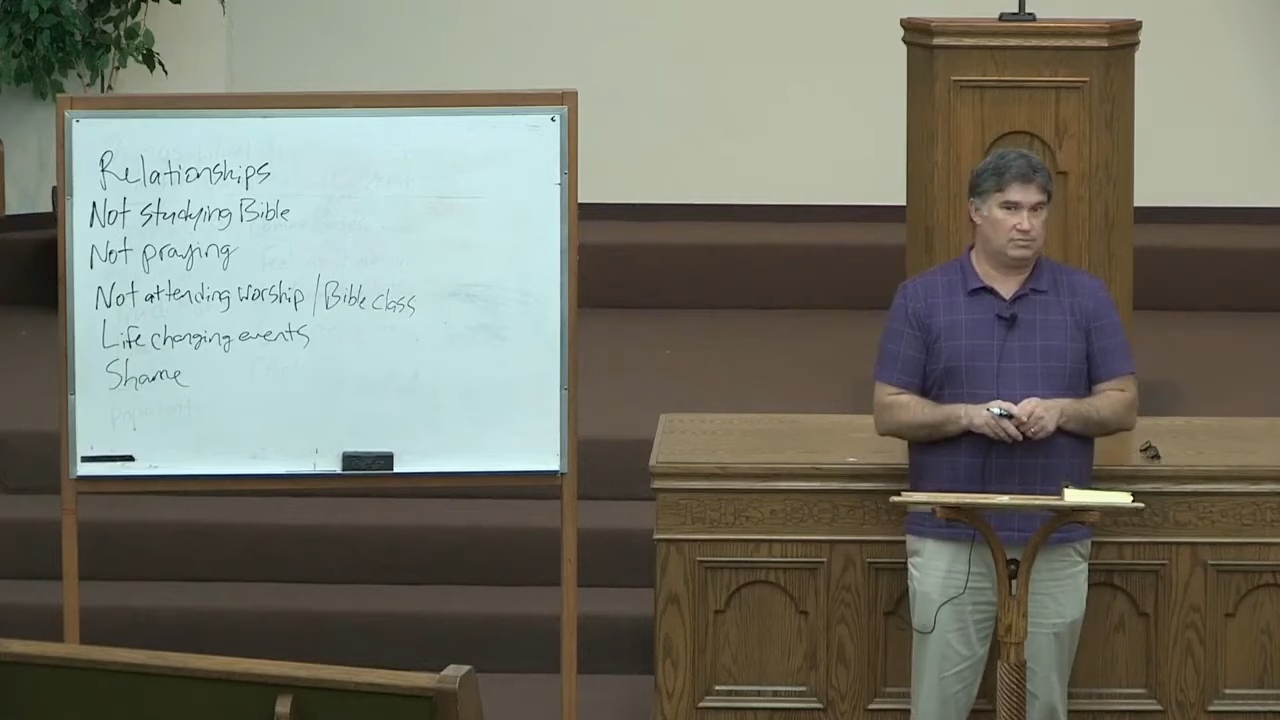 Relationships
Not studying Bible
Not praying
Not attending worship / Bible class
Life changing events
Shame